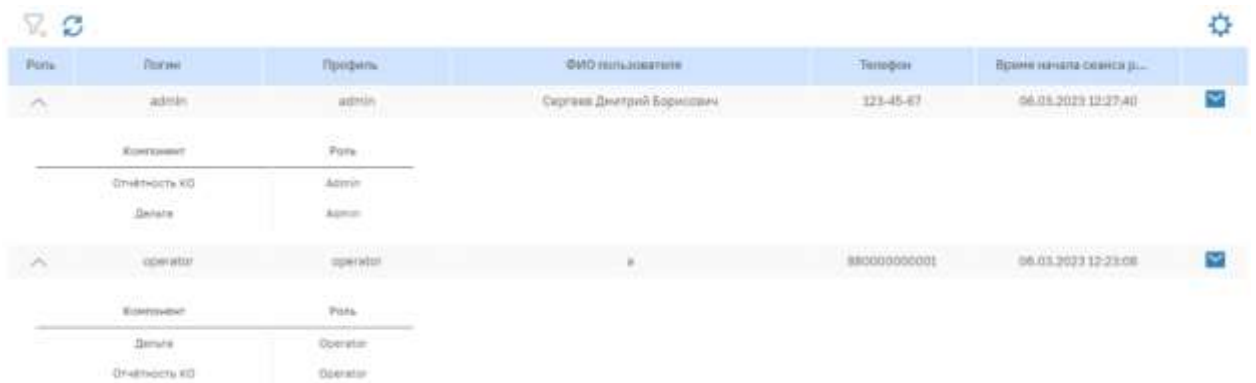 Роль Логин Профиль ФИО пользователя Телефон Время начала сеанса р...
admin admin Сергеев Дмитрий Борисович 123-45-67 06.03.2023 12:27:40
Компонент Роль
Отчётность КО Admin
Дельта Admin
operator operator a 880000000001 06.03.2023 12:23:08
Компонент Роль
Дельта Operator
Отчётность КО Operator